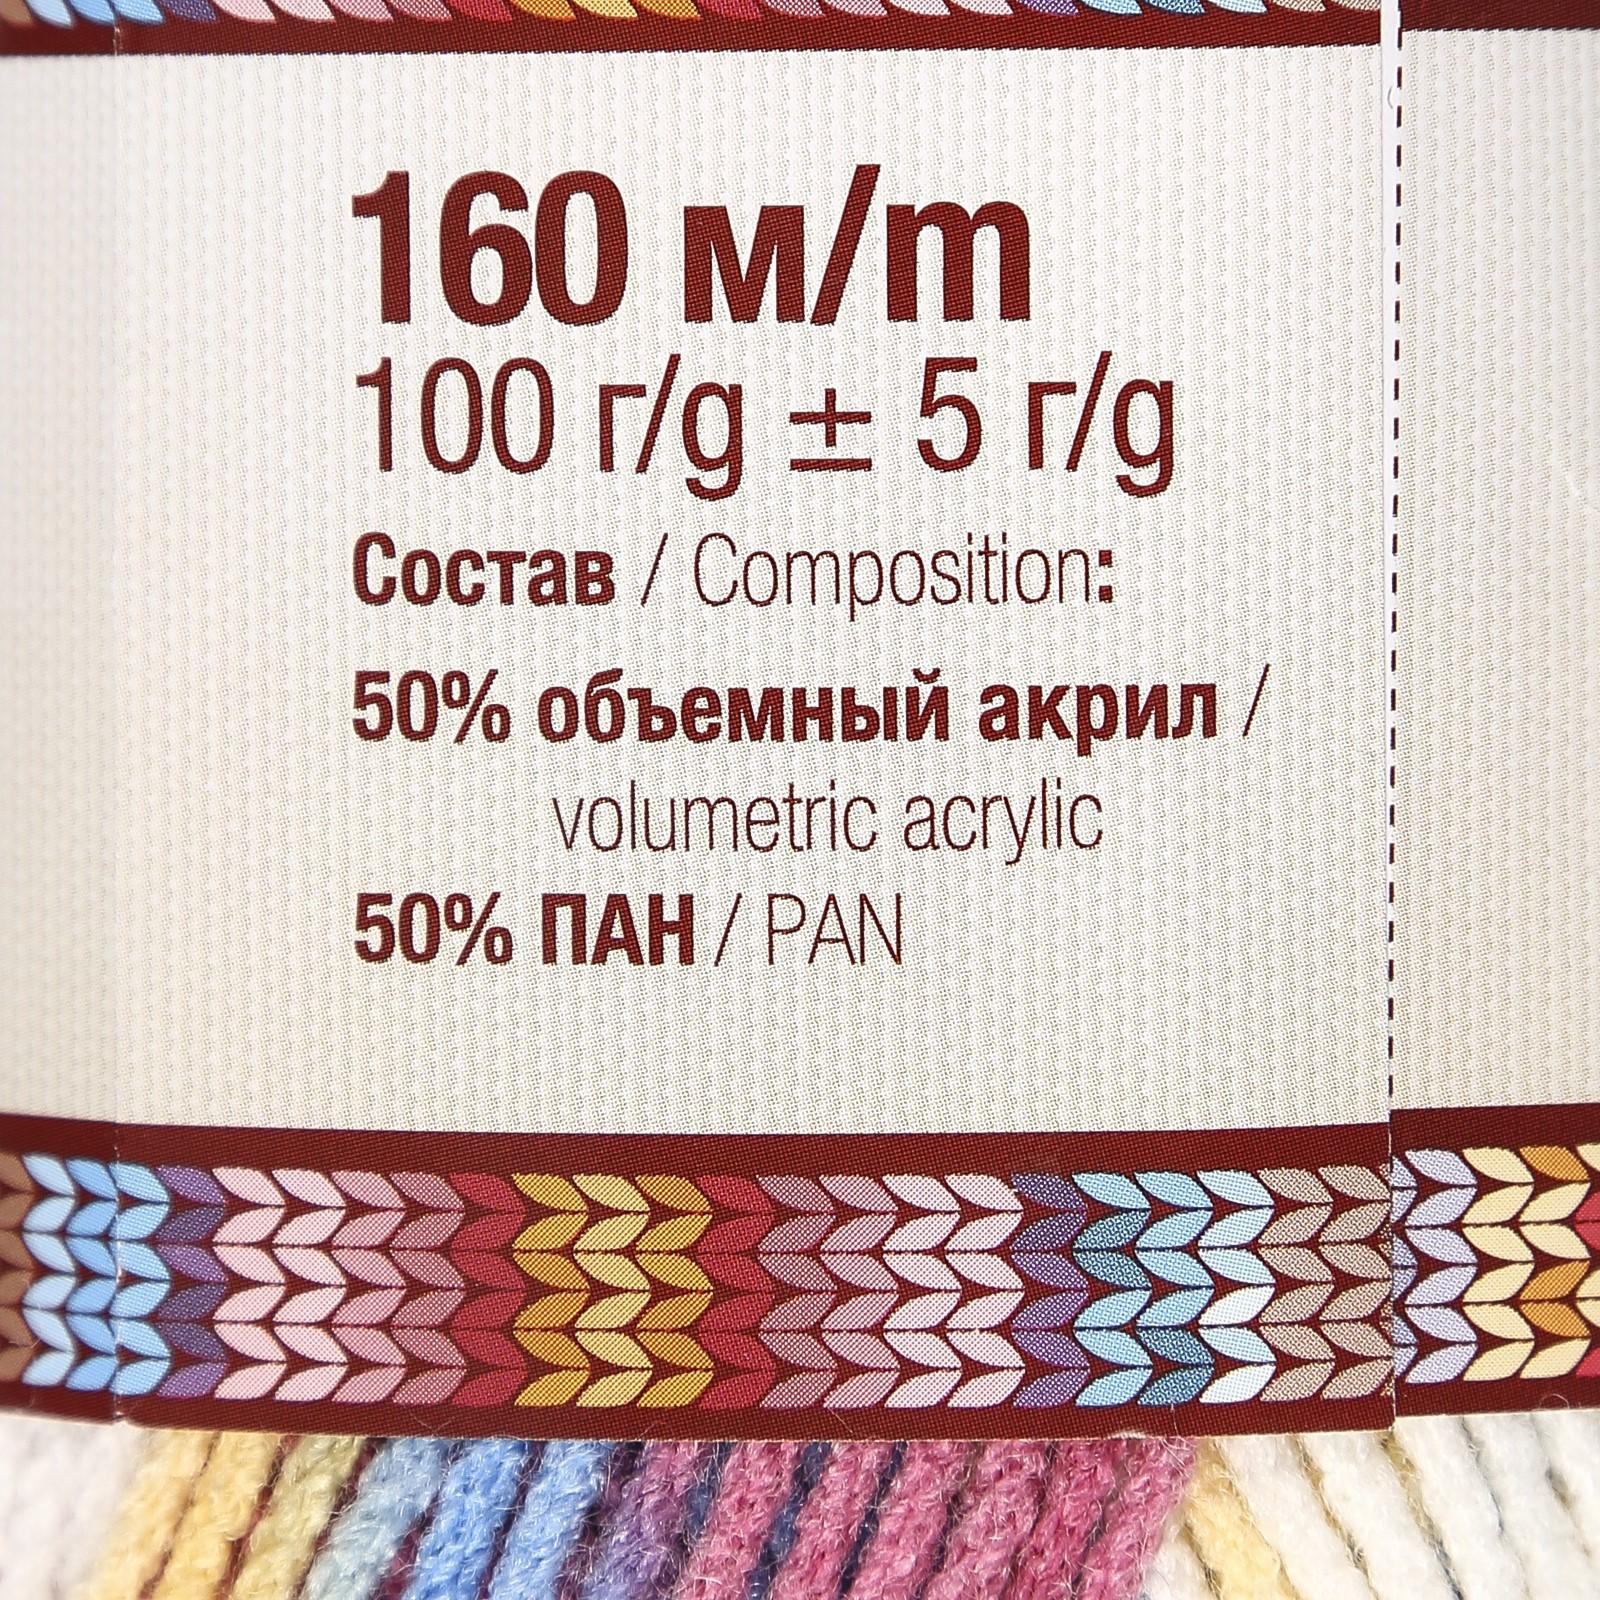 160 м/m
100 г/g ± 5 г/g
Состав / Composition:
50% объемный акрил /
volumetric acrylic
50% ПАН / PAN